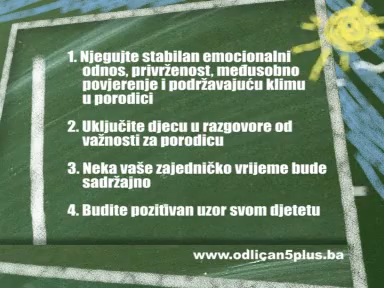 1. Njegujte stabilan emocionalni
odnos, privrženost, međusobno
povjerenje i podržavajuću klimu
u porodici
2. Uključite djecu u razgovore od
važnosti za porodicu
3. Neka vaše zajedničko vrijeme bude
sadržajno
4. Budite pozitivan uzor svom djetetu
www.odlican5plus.ba